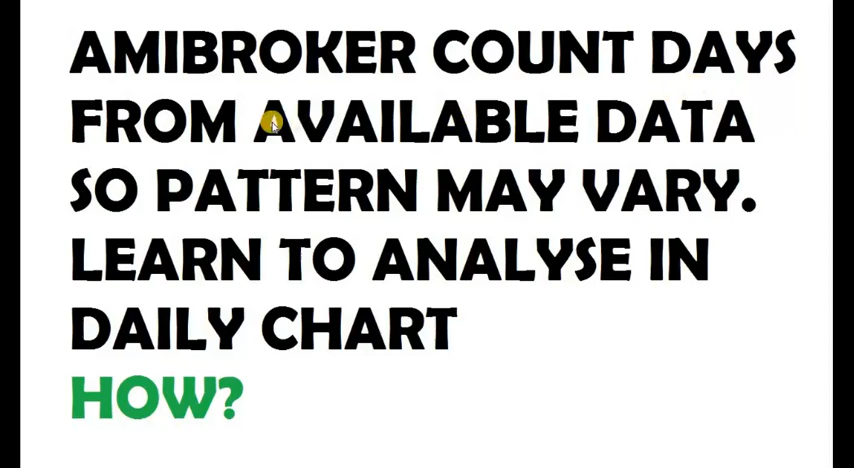 AMIBROKER COUNT DAYS
FROM AVAILABLE DATA
SO PATTERN MAY VARY.
LEARN TO ANALYSE IN
DAILY CHART
HOW?